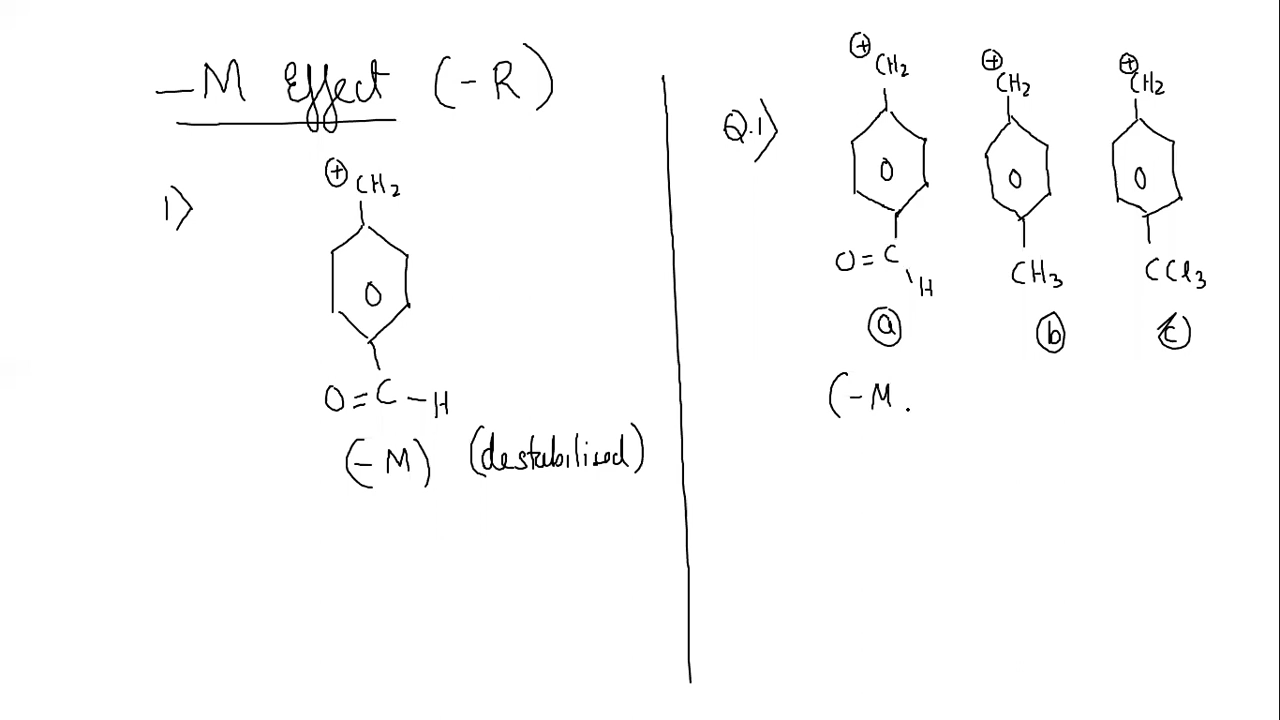 –M Effect (–R)
1)
⊕CH2
O=C–H
(–M) (destabilised)
Q.1)
⊕CH2 ⊕CH2 ⊕CH2
O=C H CH3 CCl3
ⓐ ⓑ ⓒ
(–M.